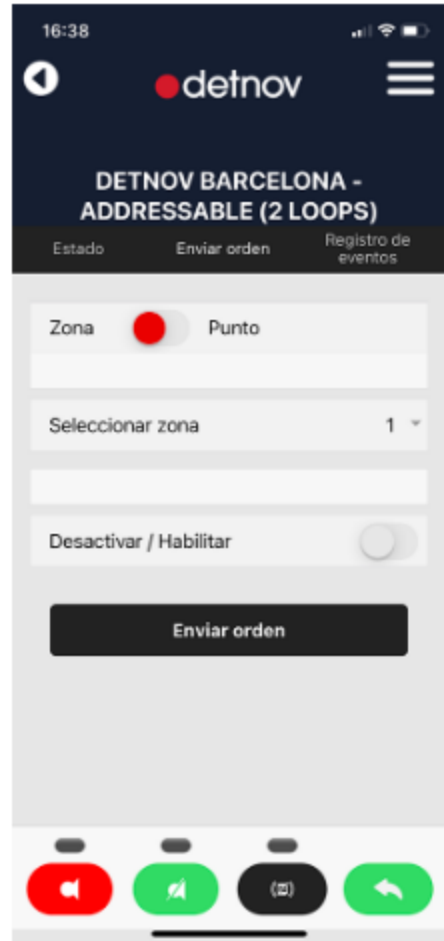 16:38
detnov
DETNOV BARCELONA -
ADDRESSABLE (2 LOOPS)
Estado
Enviar orden
Registro de
eventos
Zona
Punto
Seleccionar zona
1
Desactivar / Habilitar
Enviar orden